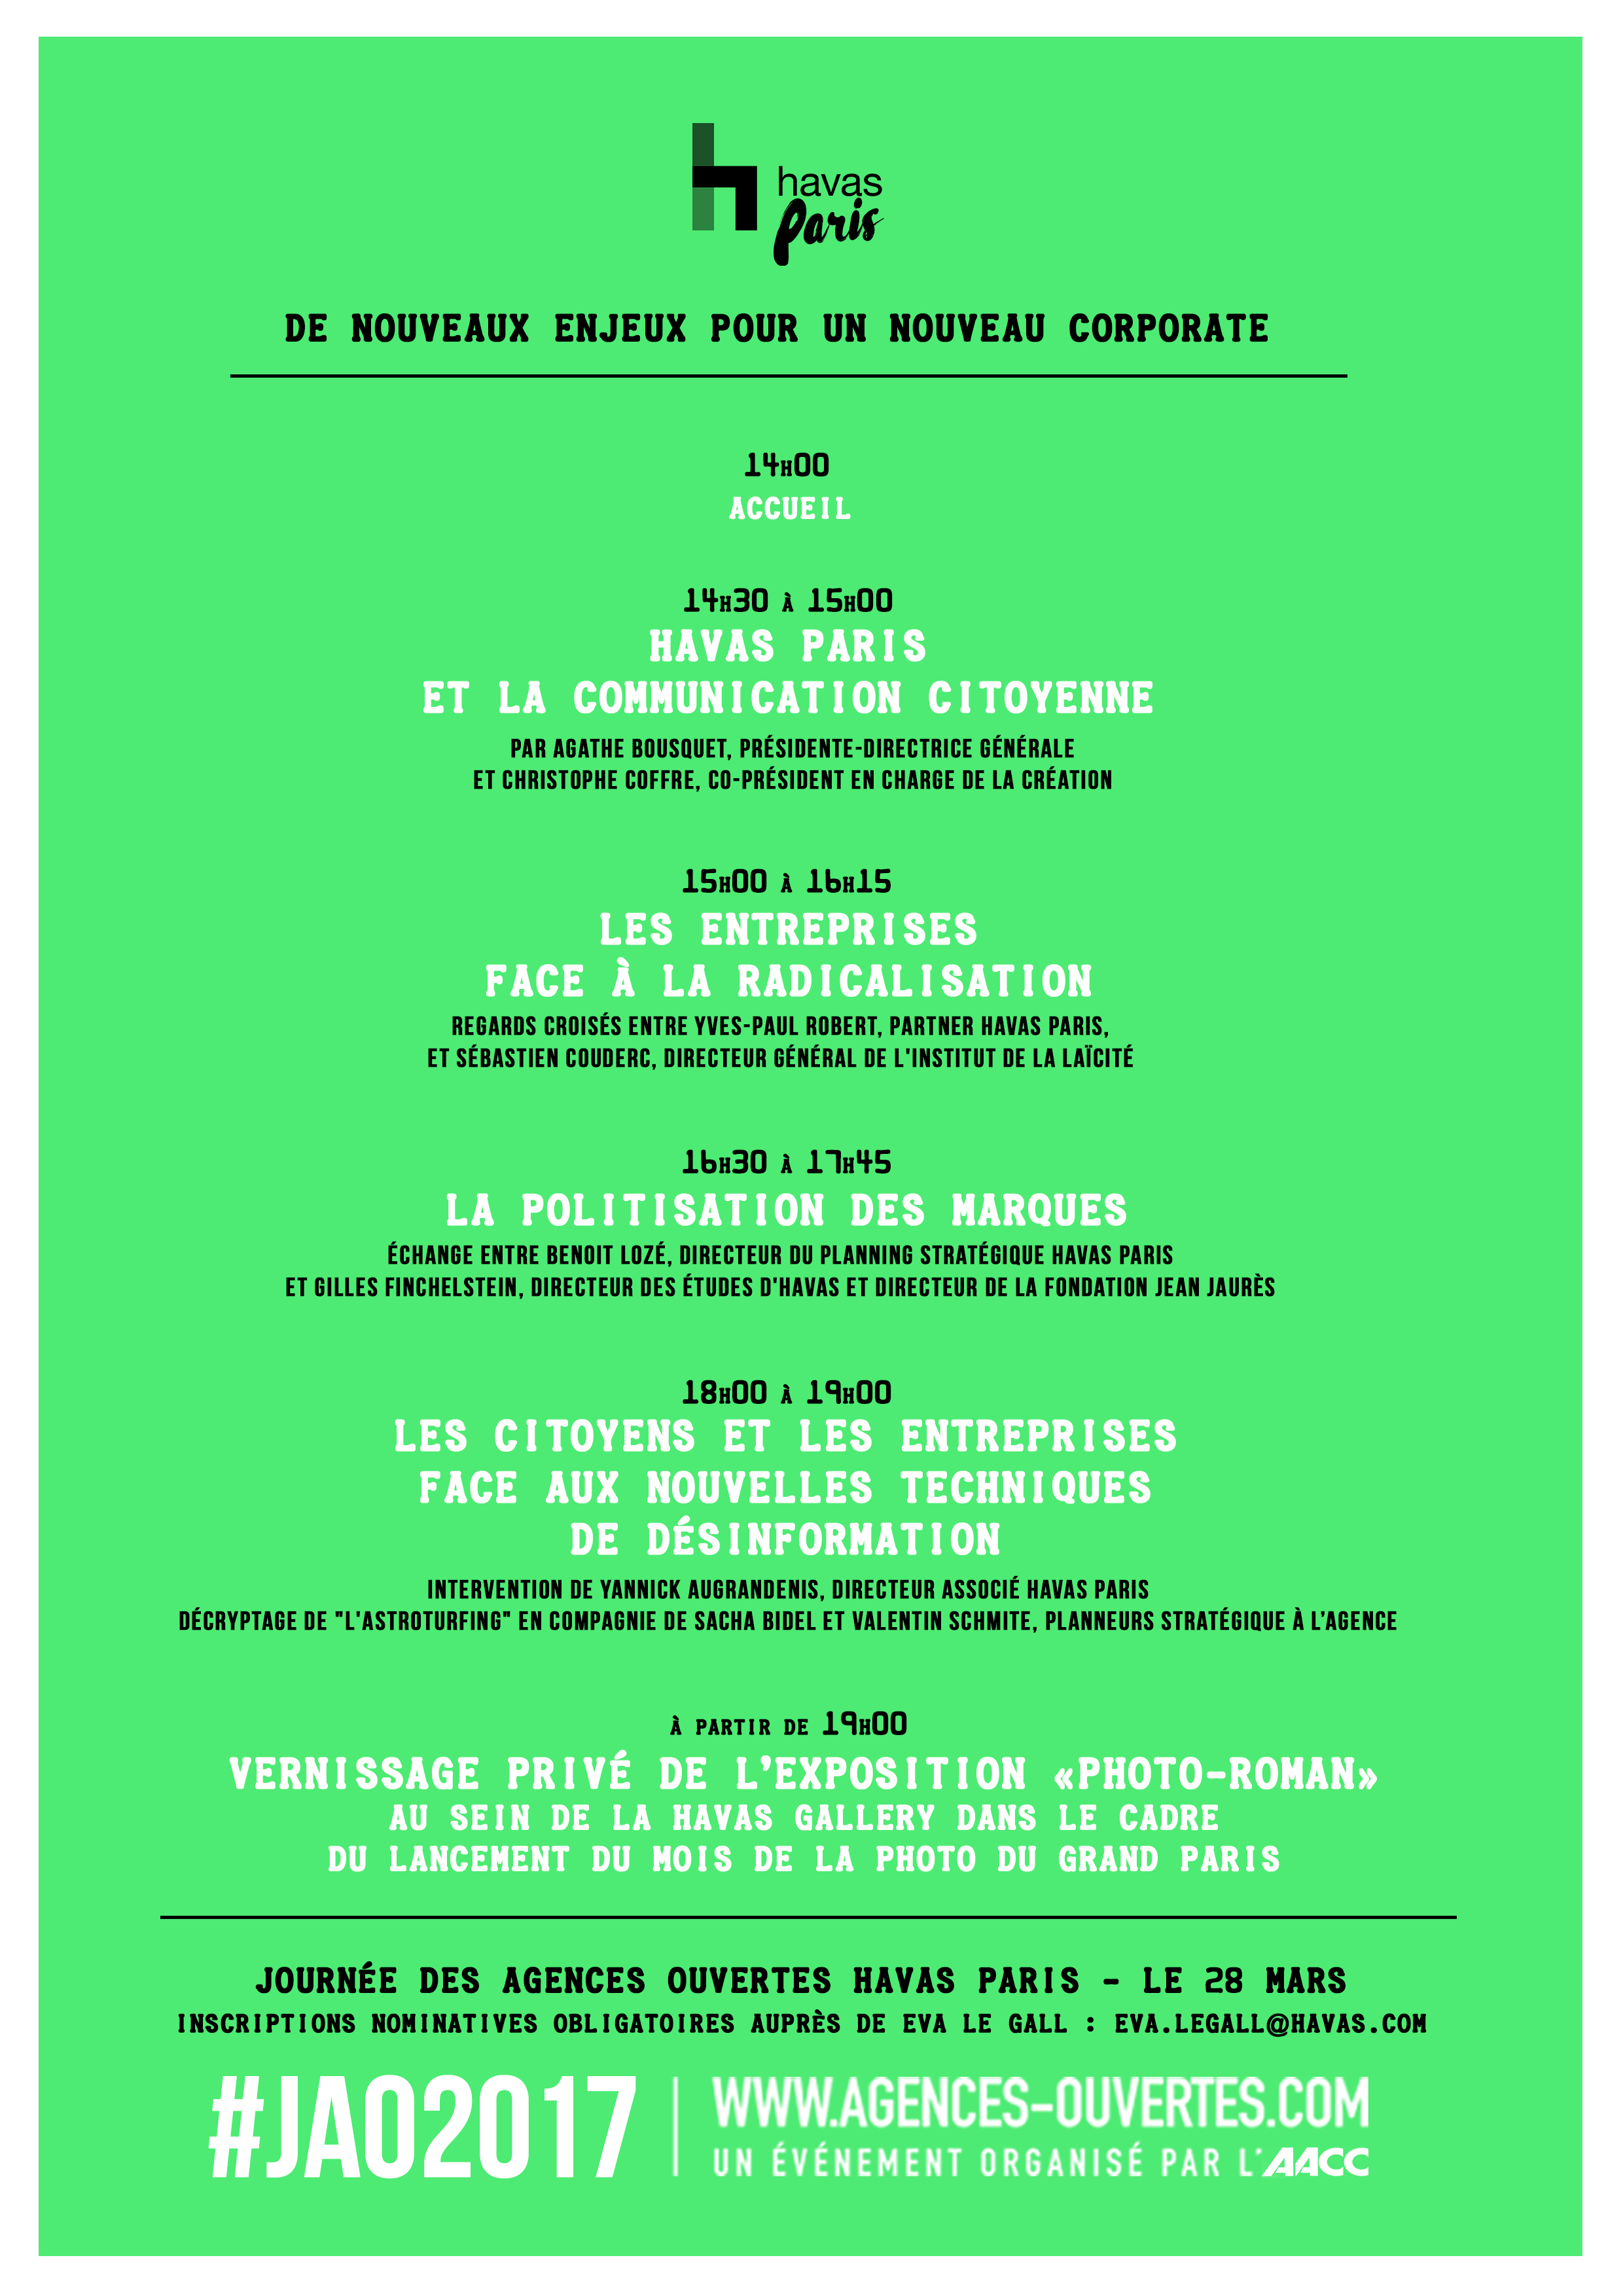 havas
Paris
DE NOUVEAUX ENJEUX POUR UN NOUVEAU CORPORATE
14H00
ACCUEIL
14H30 À 15H00
HAVAS PARIS
ET LA COMMUNICATION CITOYENNE
PAR AGATHE BOUSQUET, PRÉSIDENTE-DIRECTRICE GÉNÉRALE
ET CHRISTOPHE COFFRE, CO-PRÉSIDENT EN CHARGE DE LA CRÉATION
15H00 À 16H15
LES ENTREPRISES
FACE À LA RADICALISATION
REGARDS CROISÉS ENTRE YVES-PAUL ROBERT, PARTNER HAVAS PARIS,
ET SÉBASTIEN COUDERC, DIRECTEUR GÉNÉRAL DE L'INSTITUT DE LA LAÏCITÉ
16H30 À 17H45
LA POLITISATION DES MARQUES
ÉCHANGE ENTRE BENOIT LOZÉ, DIRECTEUR DU PLANNING STRATÉGIQUE HAVAS PARIS
ET GILLES FINCHELSTEIN, DIRECTEUR DES ÉTUDES D'HAVAS ET DIRECTEUR DE LA FONDATION JEAN JAURÈS
18H00 À 19H00
LES CITOYENS ET LES ENTREPRISES
FACE AUX NOUVELLES TECHNIQUES
DE DÉSINFORMATION
INTERVENTION DE YANNICK AUGRANDENIS, DIRECTEUR ASSOCIÉ HAVAS PARIS
DÉCRYPTAGE DE "L'ASTROTURFING" EN COMPAGNIE DE SACHA BIDEL ET VALENTIN SCHMITE, PLANNEURS STRATÉGIQUE À L’AGENCE
À PARTIR DE 19H00
VERNISSAGE PRIVÉ DE L’EXPOSITION «PHOTO-ROMAN»
AU SEIN DE LA HAVAS GALLERY DANS LE CADRE
DU LANCEMENT DU MOIS DE LA PHOTO DU GRAND PARIS
JOURNÉE DES AGENCES OUVERTES HAVAS PARIS - LE 28 MARS
INSCRIPTIONS NOMINATIVES OBLIGATOIRES AUPRÈS DE EVA LE GALL : EVA.LEGALL@HAVAS.COM
#JAO2017
WWW.AGENCES-OUVERTES.COM
UN ÉVÉNEMENT ORGANISÉ PAR L'AACC